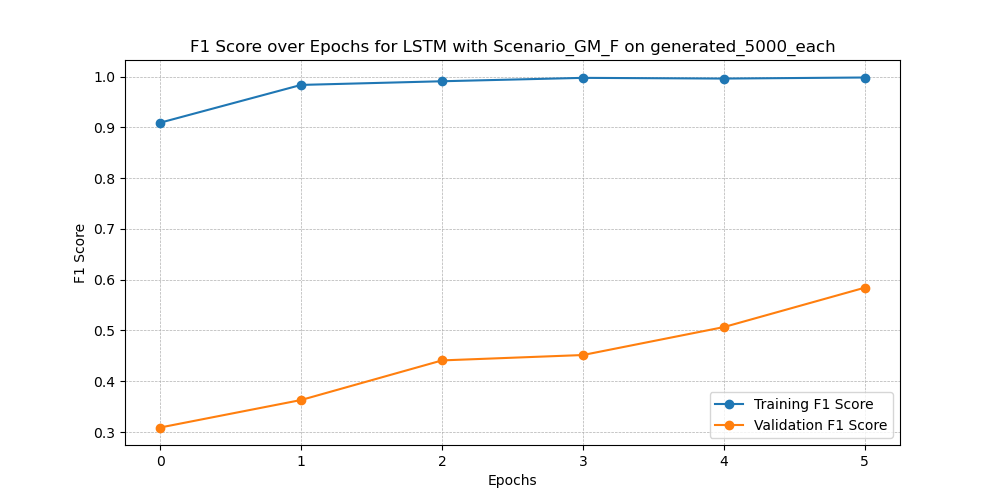 F1 Score over Epochs for LSTM with Scenario_GM_F on generated_5000_each
F1 Score
1.0
0.9
0.8
0.7
0.6
0.5
0.4
0.3
Training F1 Score
Validation F1 Score
0 1 2 3 4 5
Epochs